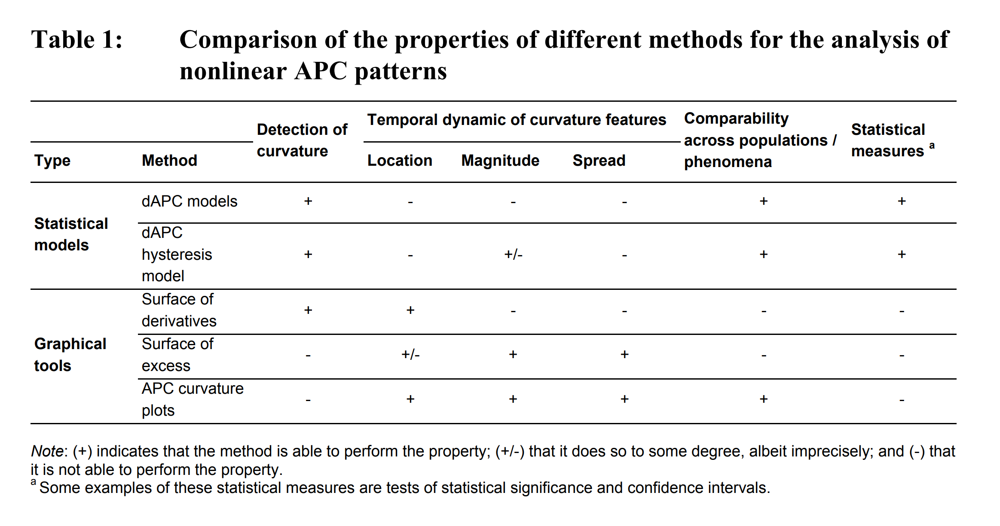 Table 1: Comparison of the properties of different methods for the analysis of
nonlinear APC patterns
Detection of
curvature
Temporal dynamic of curvature features
Comparability
across populations /
phenomena
Statistical
measures a
Type Method Location Magnitude Spread
Statistical
models
dAPC models + - - - + +
dAPC
hysteresis
model
+ - +/- - + +
Graphical
tools
Surface of
derivatives
+ + - - - -
Surface of
excess
- +/- + + - -
APC curvature
plots
- + + + + -
Note: (+) indicates that the method is able to perform the property; (+/-) that it does so to some degree, albeit imprecisely; and (-) that
it is not able to perform the property.
a Some examples of these statistical measures are tests of statistical significance and confidence intervals.